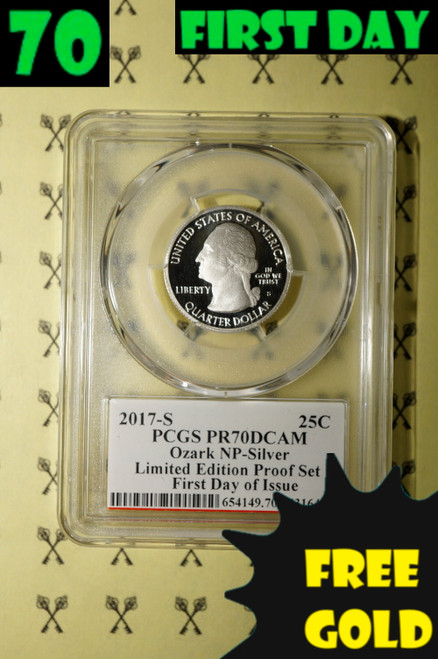 70
FIRST DAY
UNITED STATES OF AMERICA
LIBERTY
IN
GOD WE
TRUST
S
QUARTER DOLLAR
2017-S 25C
PCGS PR70DCAM
Ozark NP-Silver
Limited Edition Proof Set
First Day of Issue
FREE
GOLD